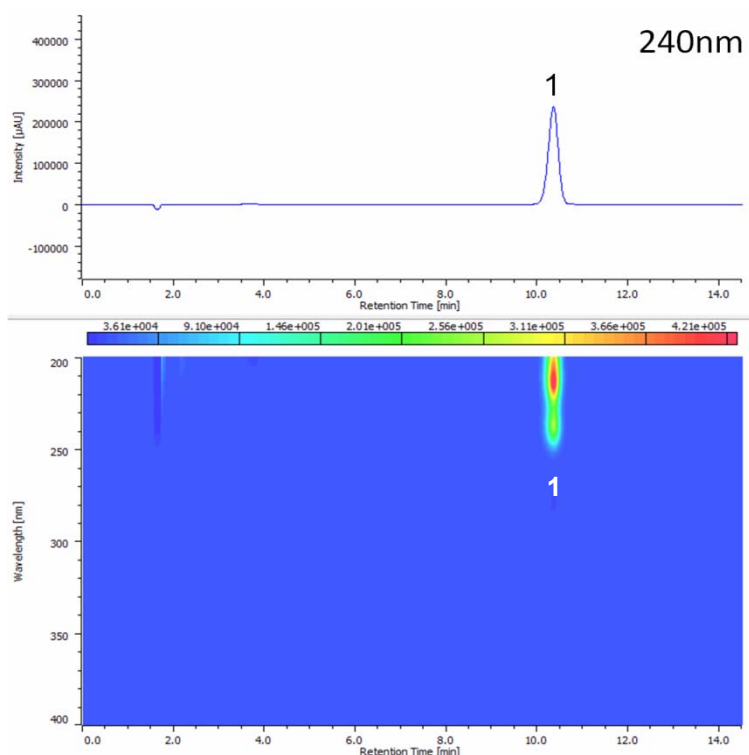 240nm
1
400000
300000
200000
100000
0
-100000
Intensity [µAU]
0.0 2.0 4.0 6.0 8.0 10.0 12.0 14.0
Retention Time [min]
3.61e+004 9.10e+004 1.46e+005 2.01e+005 2.56e+005 3.11e+005 3.66e+005 4.21e+005
200
250
300
350
400
Wavelength [nm]
1
0.0 2.0 4.0 6.0 8.0 10.0 12.0 14.0
Retention Time [min]